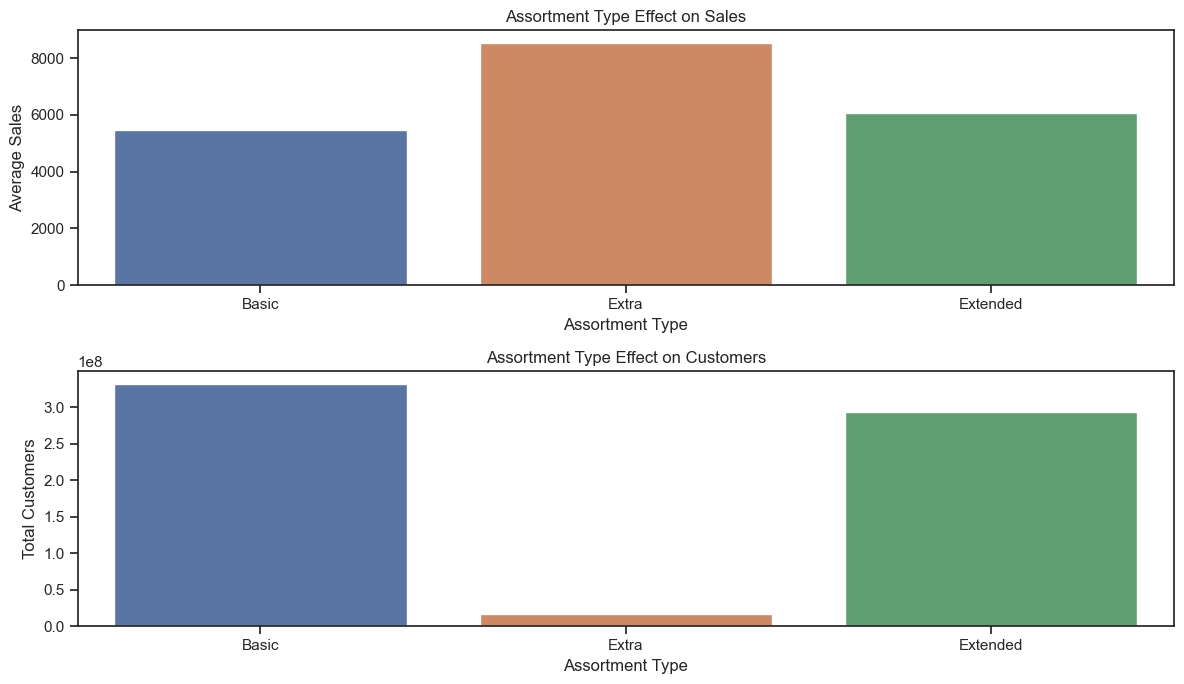 Assortment Type Effect on Sales
8000
6000
4000
2000
0
Average Sales
Basic
Extra
Extended
Assortment Type
Assortment Type Effect on Customers
1e8
3.0
2.5
2.0
1.5
1.0
0.5
0.0
Total Customers
Basic
Extra
Extended
Assortment Type